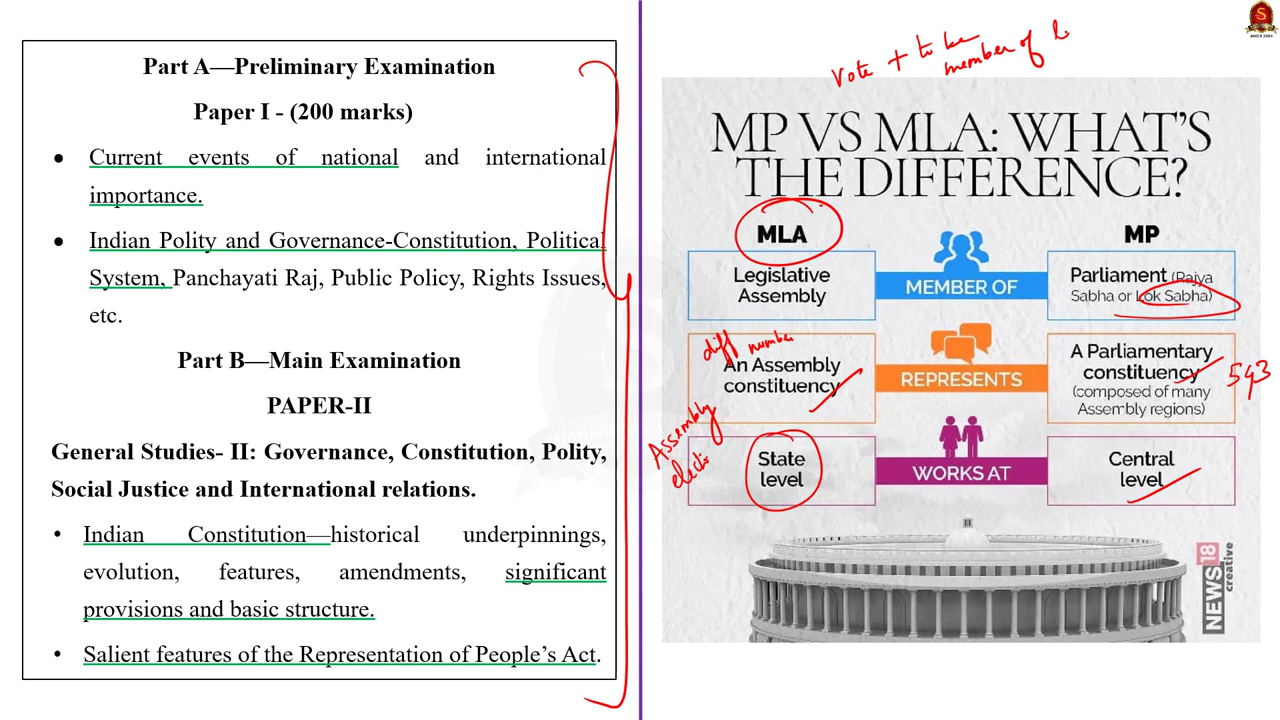 Part A—Preliminary Examination
Paper I - (200 marks)
• Current events of national and international
importance.
• Indian Polity and Governance-Constitution, Political
System, Panchayati Raj, Public Policy, Rights Issues,
etc.
Part B—Main Examination
PAPER-II
General Studies- II: Governance, Constitution, Polity,
Social Justice and International relations.
• Indian Constitution—historical underpinnings,
evolution, features, amendments, significant
provisions and basic structure.
• Salient features of the Representation of People's Act.
Vote + to be
member of L
S
SINCE 2004
MP VS MLA: WHAT'S
THE DIFFERENCE?
MLA
MP
Legislative
Assembly
MEMBER OF
Parliament (Rajya
Sabha or Lok Sabha)
diff number
An Assembly
constituency
REPRESENTS
A Parliamentary
constituency
(composed of many
Assembly regions)
543
Assembly
electi
State
level
WORKS AT
Central
level
NEWS18
creative